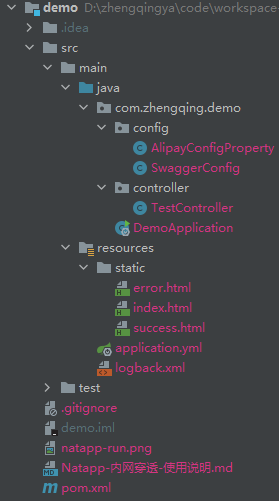 demo D:\zhengqingya\code\workspace-
.idea
src
main
java
com.zhengqing.demo
config
AlipayConfigProperty
SwaggerConfig
controller
TestController
DemoApplication
resources
static
error.html
index.html
success.html
application.yml
logback.xml
test
.gitignore
demo.iml
natapp-run.png
Natapp-内网穿透-使用说明.md
pom.xml